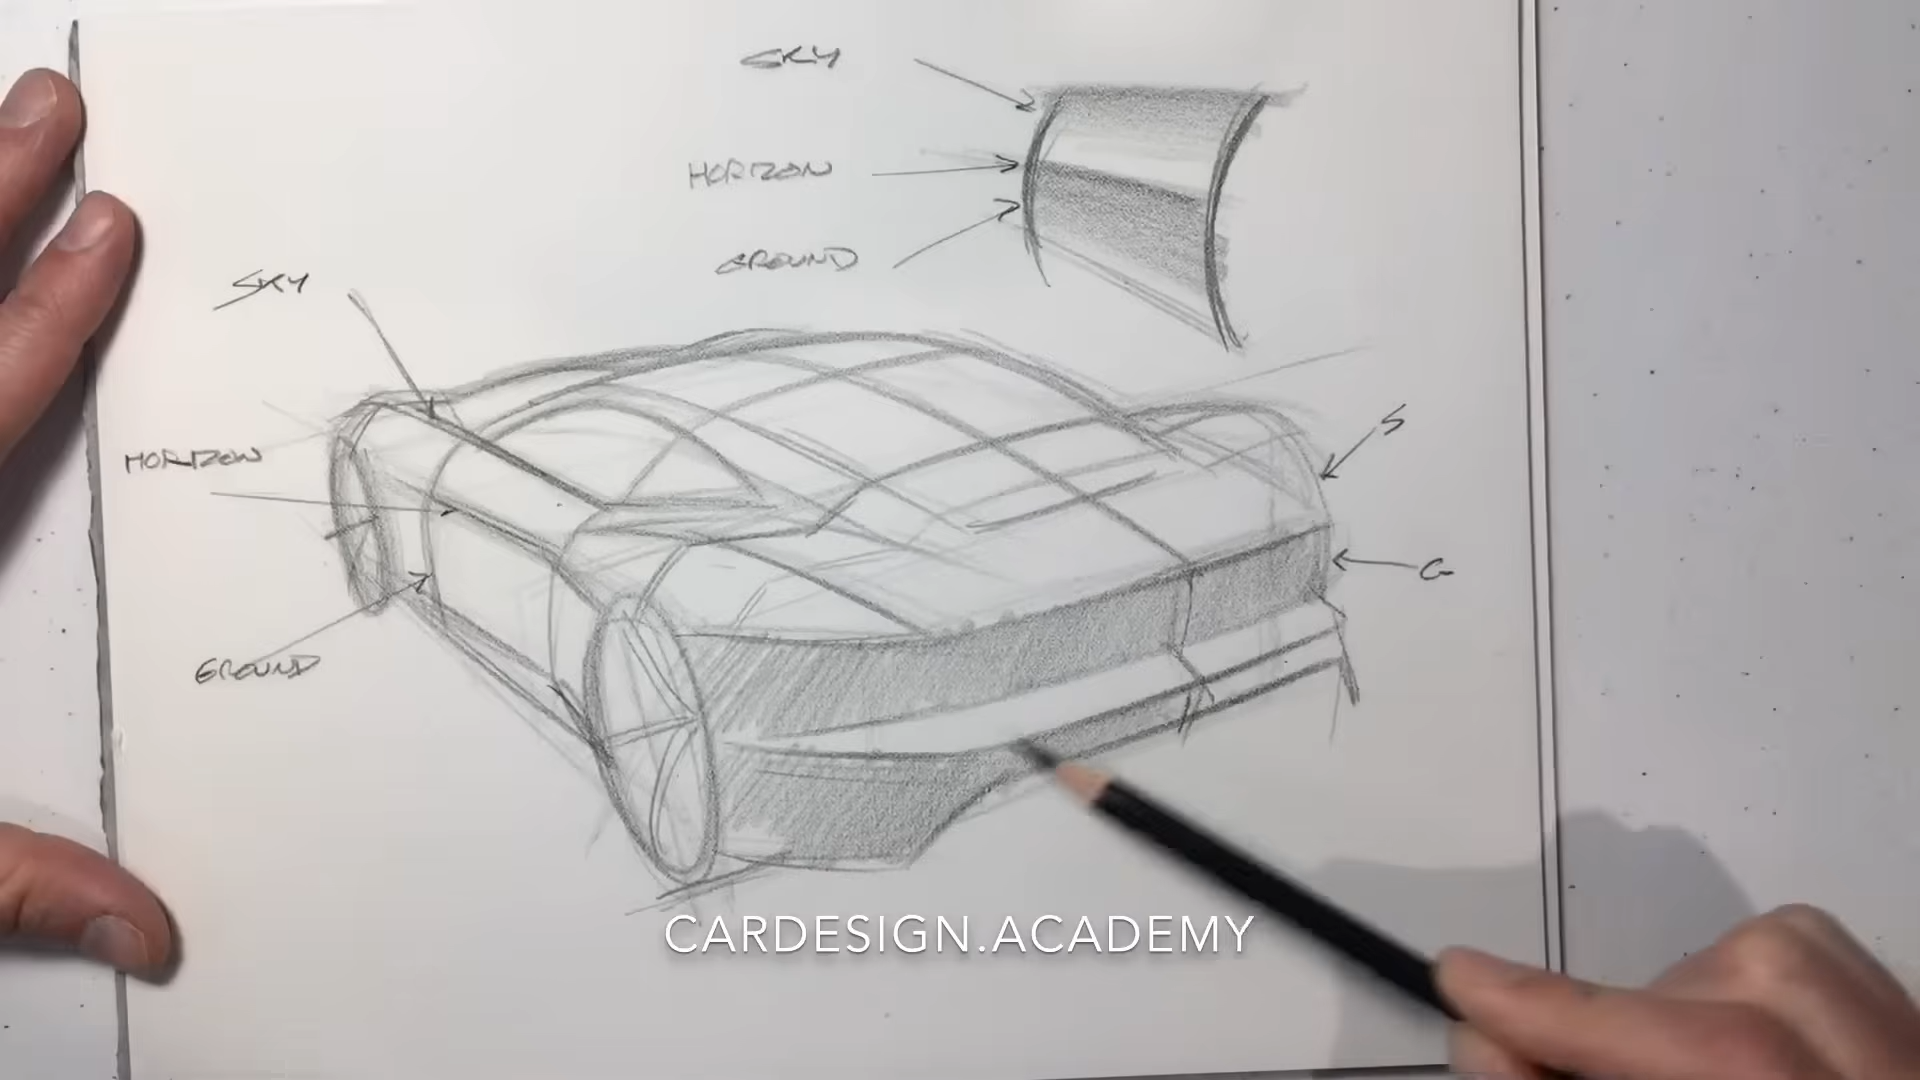 SKY
HORIZON
GROUND
SKY
HORIZON
GROUND
S
G
CARDESIGN.ACADEMY